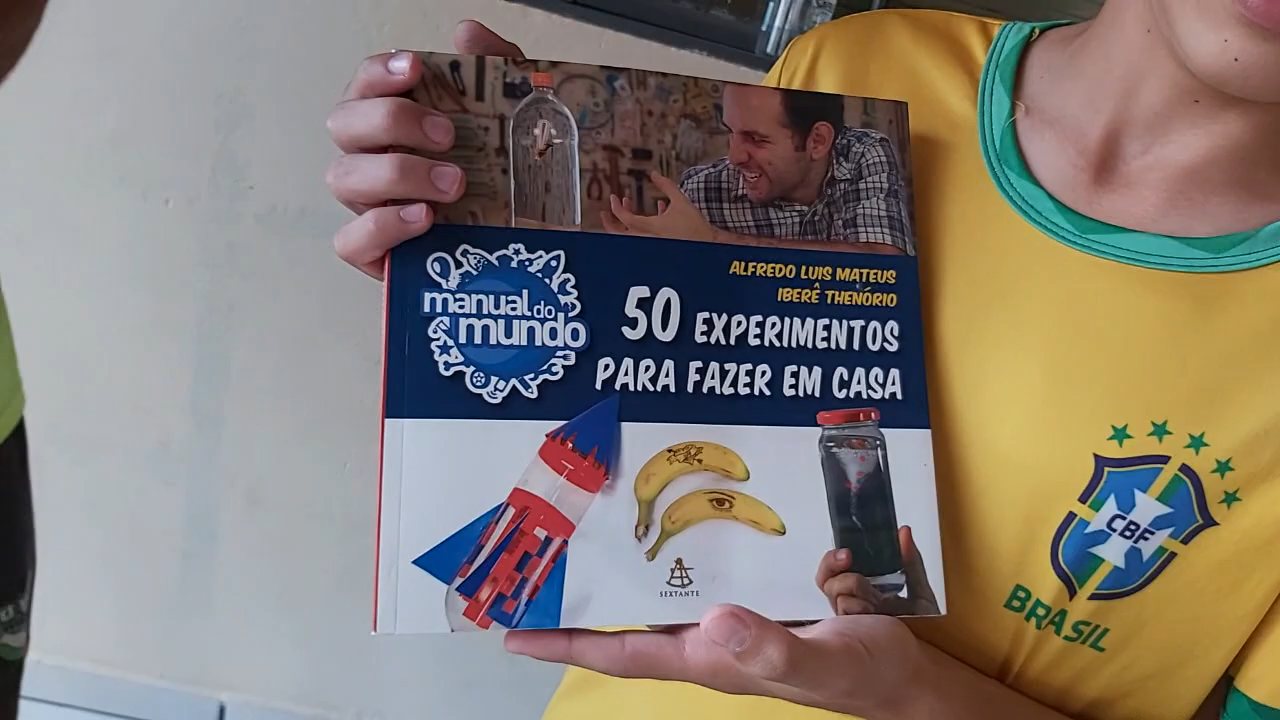 ALFREDO LUIS MATEUS
IBERÊ THENÓRIO
manual do
mundo
50 EXPERIMENTOS
PARA FAZER EM CASA
SEXTANTE
CBF
BRASIL